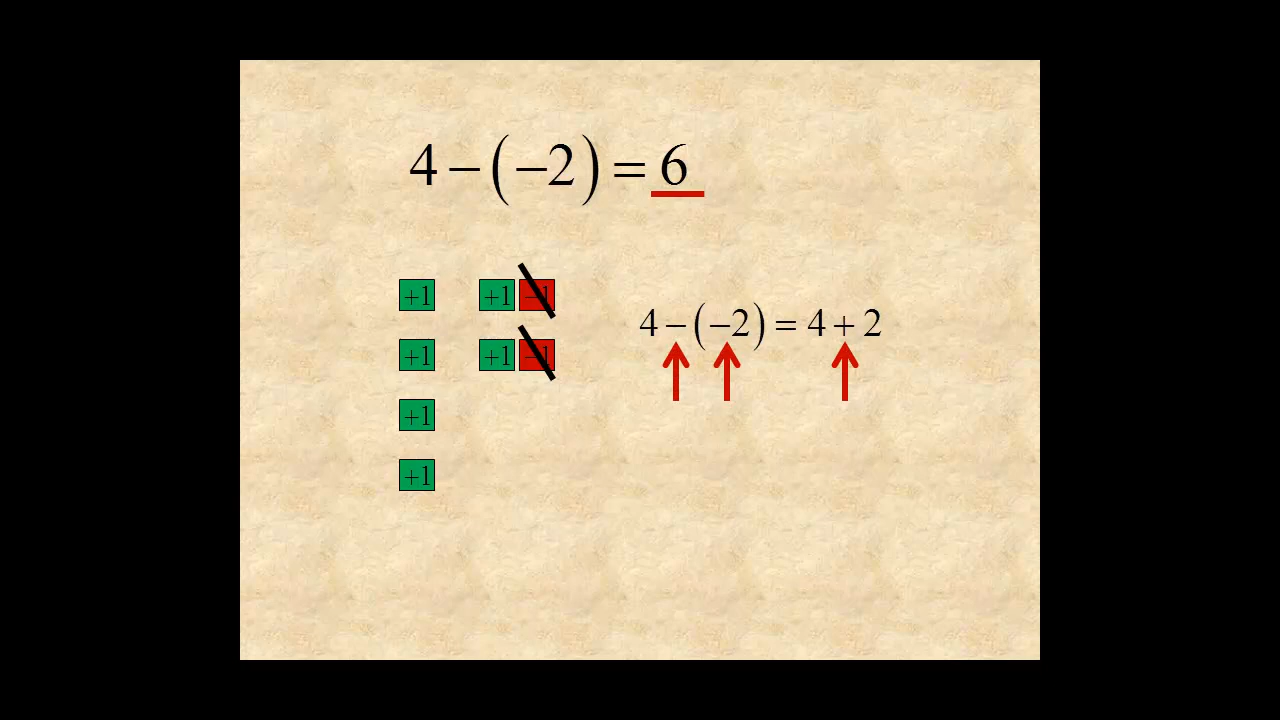 4 − (−2) = 6
+1 +1 −1
+1 +1 −1
+1
+1
4 − (−2) = 4 + 2